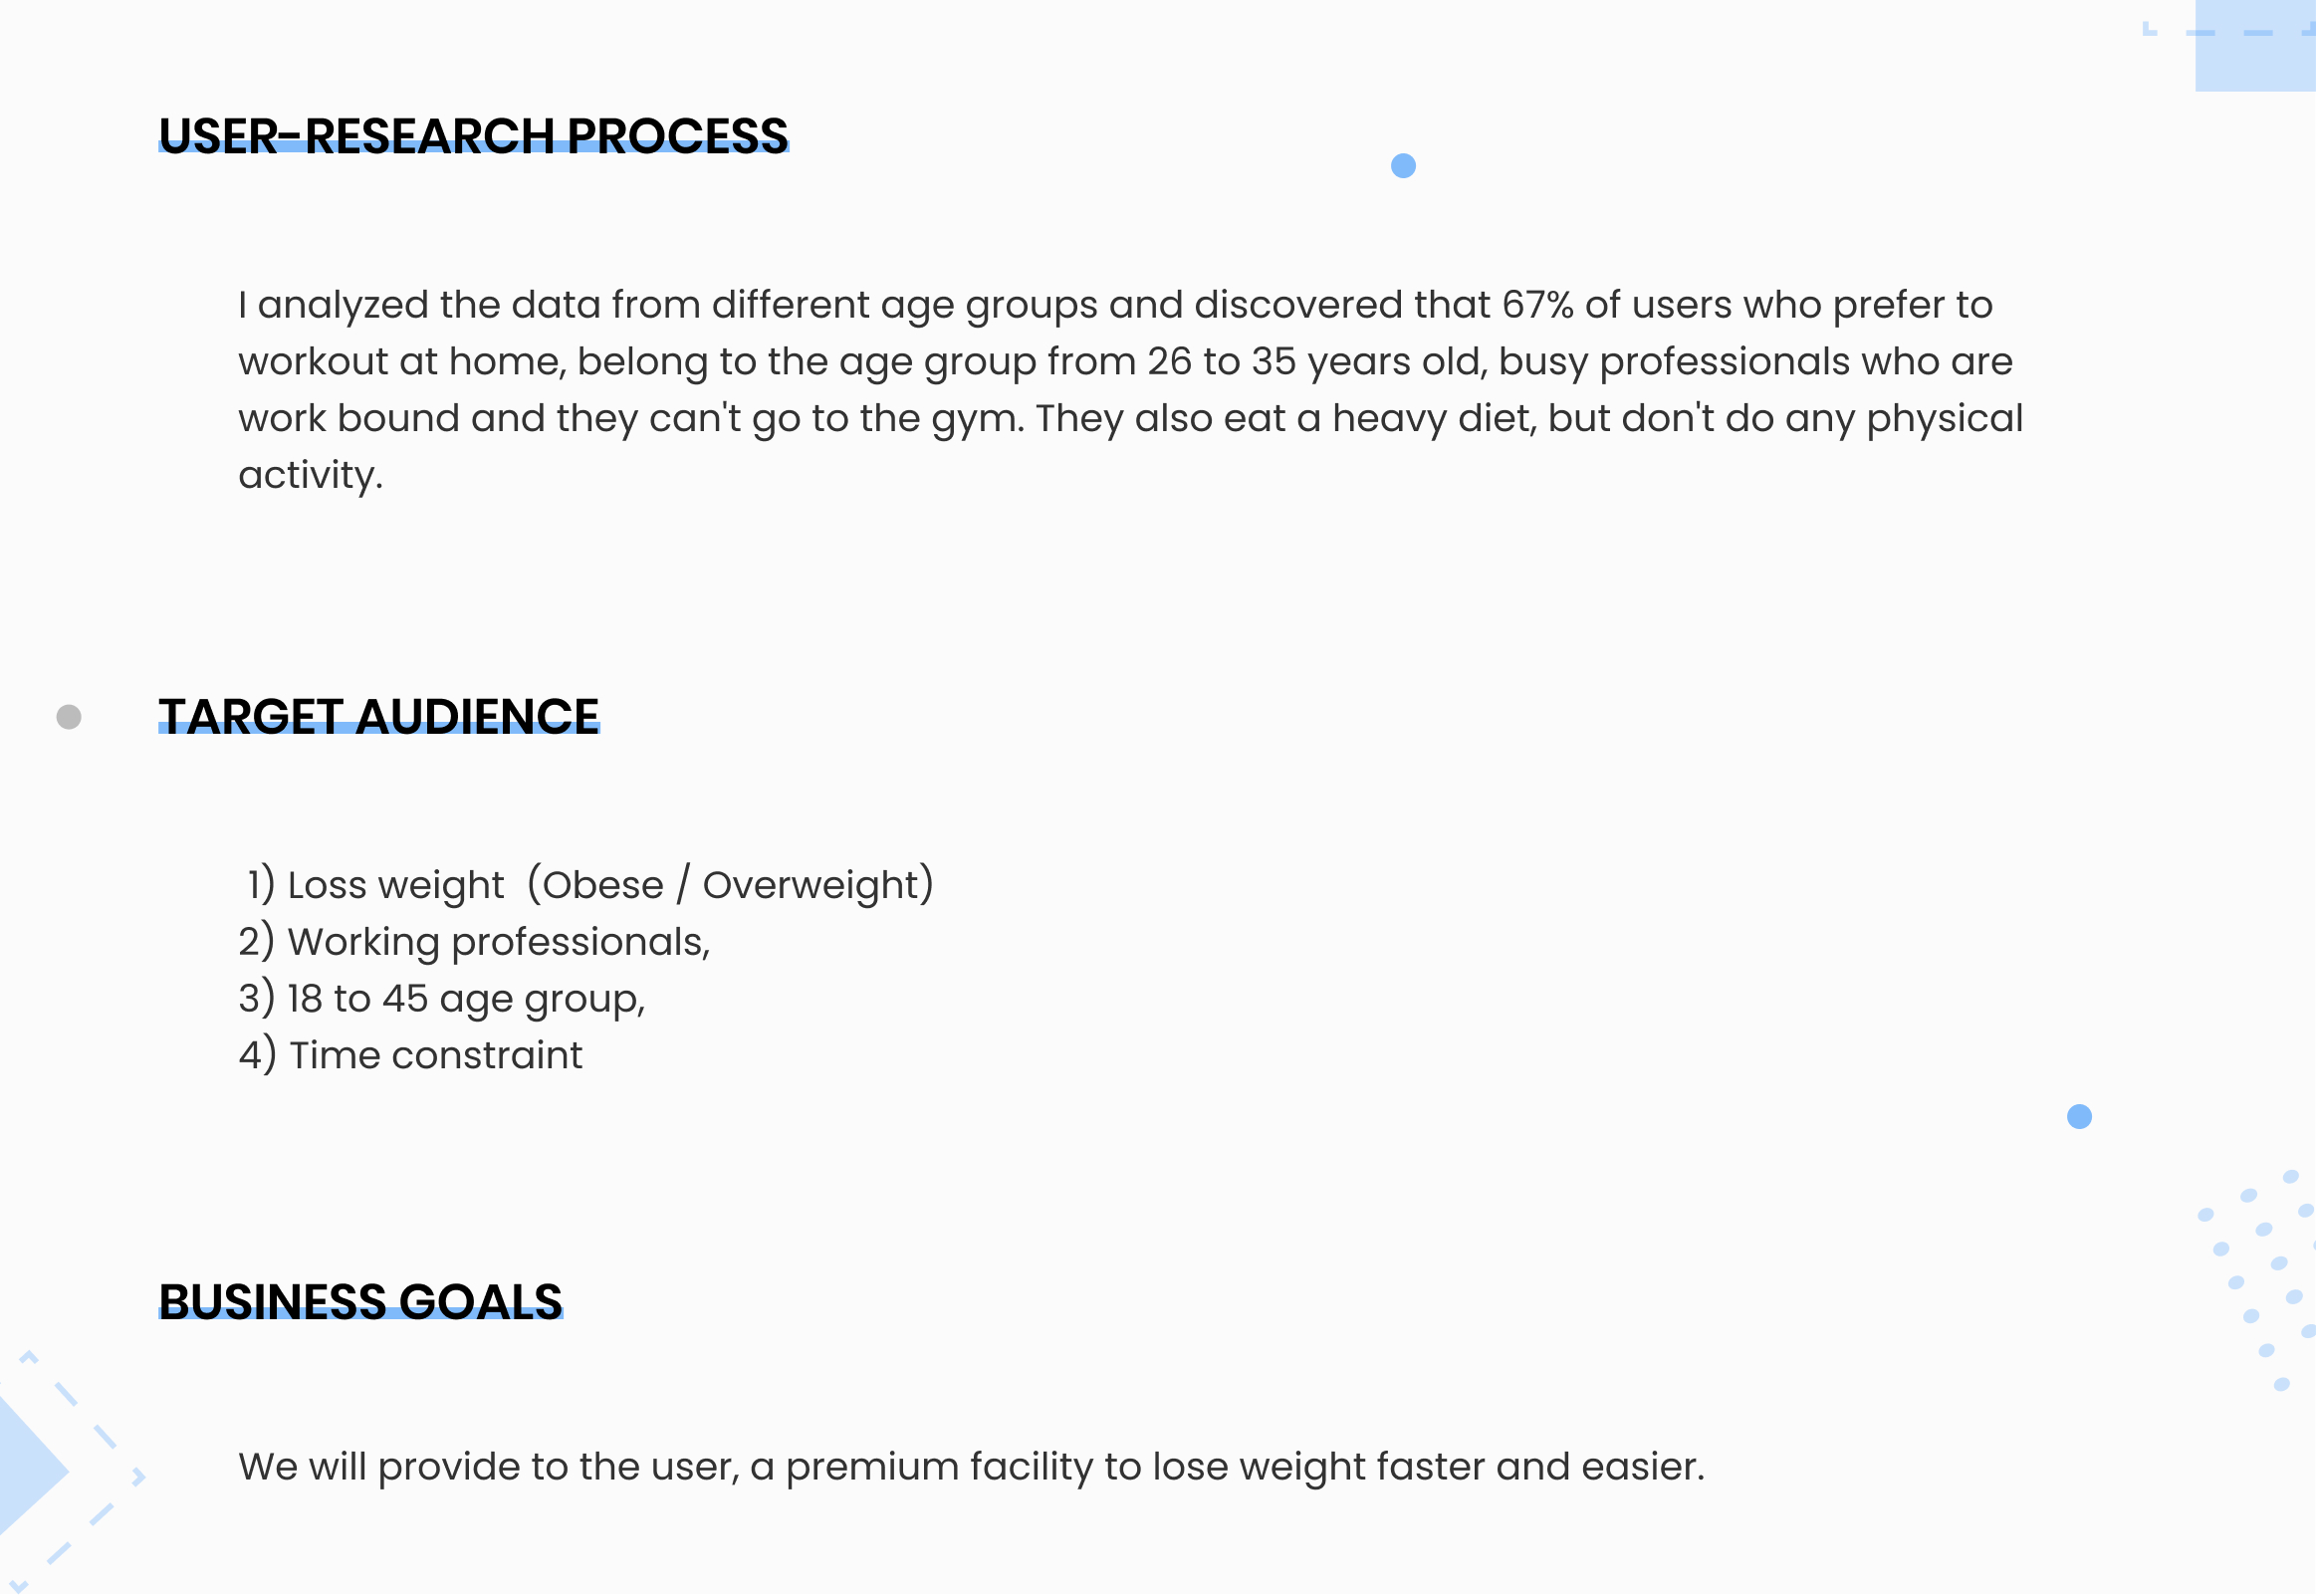 USER-RESEARCH PROCESS
I analyzed the data from different age groups and discovered that 67% of users who prefer to
workout at home, belong to the age group from 26 to 35 years old, busy professionals who are
work bound and they can't go to the gym. They also eat a heavy diet, but don't do any physical
activity.
TARGET AUDIENCE
1) Loss weight  (Obese / Overweight)
2) Working professionals,
3) 18 to 45 age group,
4) Time constraint
BUSINESS GOALS
We will provide to the user, a premium facility to lose weight faster and easier.